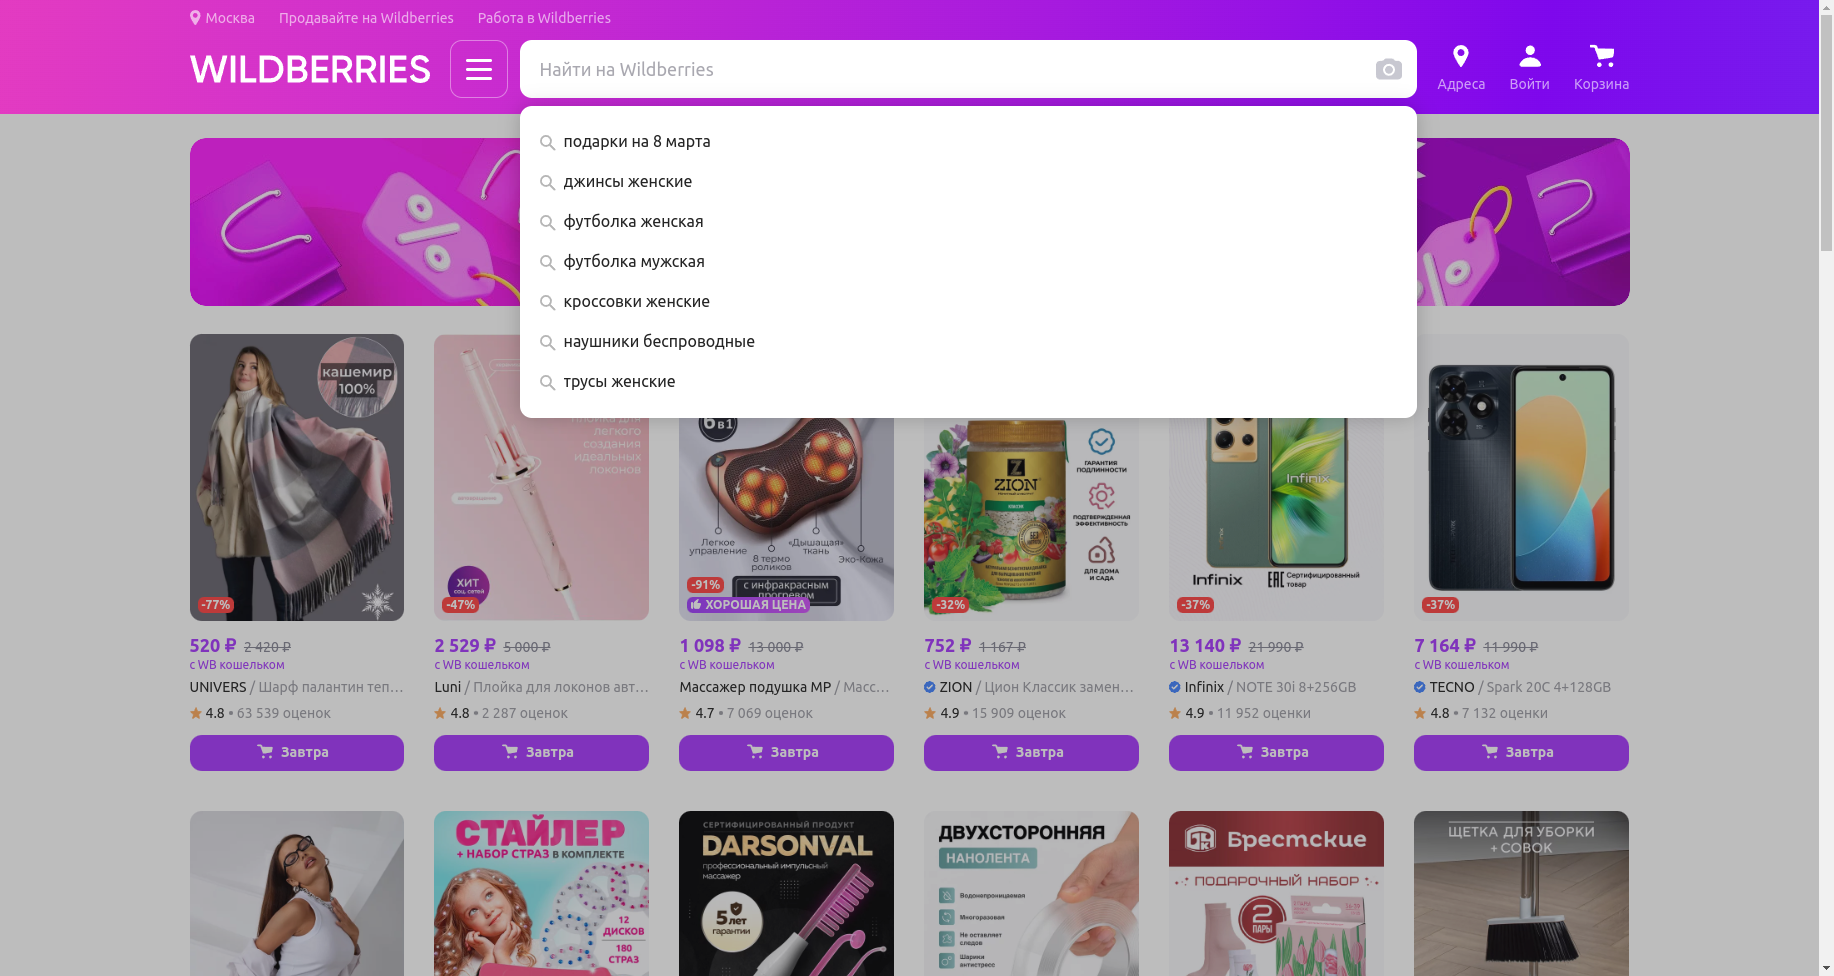 Москва Продавайте на Wildberries Работа в Wildberries
WILDBERRIES
Найти на Wildberries
Адреса Войти Корзина
подарки на 8 марта
джинсы женские
футболка женская
футболка мужская
кроссовки женские
наушники беспроводные
трусы женские
кашемир
100%
-77%
520 ₽ 2 420 ₽
с WB кошельком
UNIVERS / Шарф палантин теп...
4.8 • 63 539 оценок
Завтра
легкого
создания
идеальных
локонов
ХИТ
соц. сетей
-47%
2 529 ₽ 5 000 ₽
с WB кошельком
Luni / Плойка для локонов авт...
4.8 • 2 287 оценок
Завтра
6в1
Легкое
управление
8 термо
роликов
«Дышащая»
ткань
Эко-Кожа
-91%
с инфракрасным
прогревом
ХОРОШАЯ ЦЕНА
1 098 ₽ 13 000 ₽
с WB кошельком
Массажер подушка MP / Масс...
4.7 • 7 069 оценок
Завтра
Z
ZION
ГАРАНТИЯ
ПОДЛИННОСТИ
ПОДТВЕРЖДЕННАЯ
ЭФФЕКТИВНОСТЬ
ДЛЯ ДОМА
И САДА
-32%
752 ₽ 1 167 ₽
с WB кошельком
ZION / Цион Классик замен...
4.9 • 15 909 оценок
Завтра
Infinix
Infinix
EAC Сертифицированный
товар
-37%
13 140 ₽ 21 990 ₽
с WB кошельком
Infinix / NOTE 30i 8+256GB
4.9 • 11 952 оценки
Завтра
-37%
7 164 ₽ 11 990 ₽
с WB кошельком
TECNO / Spark 20C 4+128GB
4.8 • 7 132 оценки
Завтра
СТАЙЛЕР
+ НАБОР СТРАЗ В КОМПЛЕКТЕ
12
ДИСКОВ
180
СТРАЗ
СЕРТИФИЦИРОВАННЫЙ ПРОДУКТ
DARSONVAL
профессиональный импульсный
массажер
5 лет
гарантии
ДВУХСТОРОННЯЯ
НАНОЛЕНТА
Водонепроницаемая
Многоразовая
Не оставляет
следов
Шарики
антистресс
Брестские
ПОДАРОЧНЫЙ НАБОР
2
ПАРЫ
ЩЕТКА ДЛЯ УБОРКИ
+ СОВОК